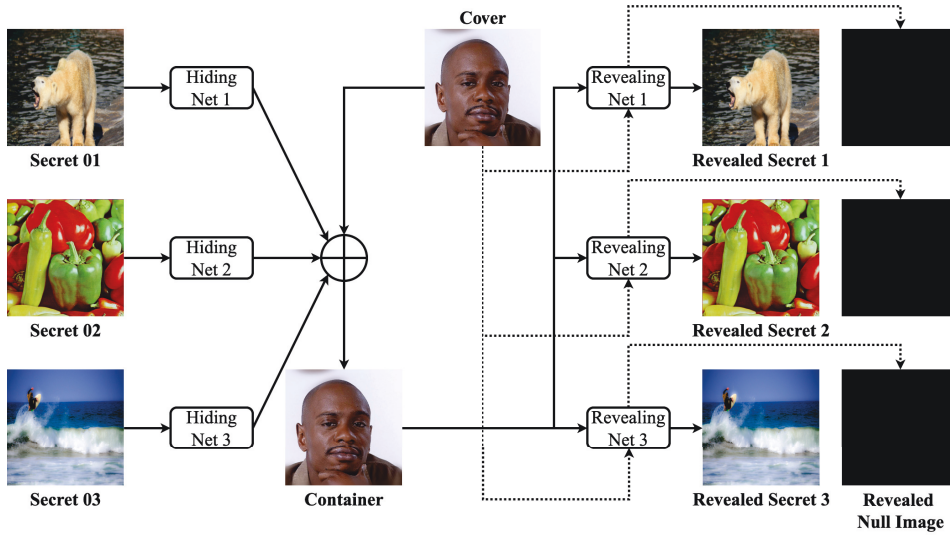 Cover
Hiding
Net 1
Revealing
Net 1
Secret 01
Revealed Secret 1
Hiding
Net 2
Revealing
Net 2
Secret 02
Revealed Secret 2
Hiding
Net 3
Revealing
Net 3
Secret 03
Container
Revealed Secret 3
Revealed
Null Image